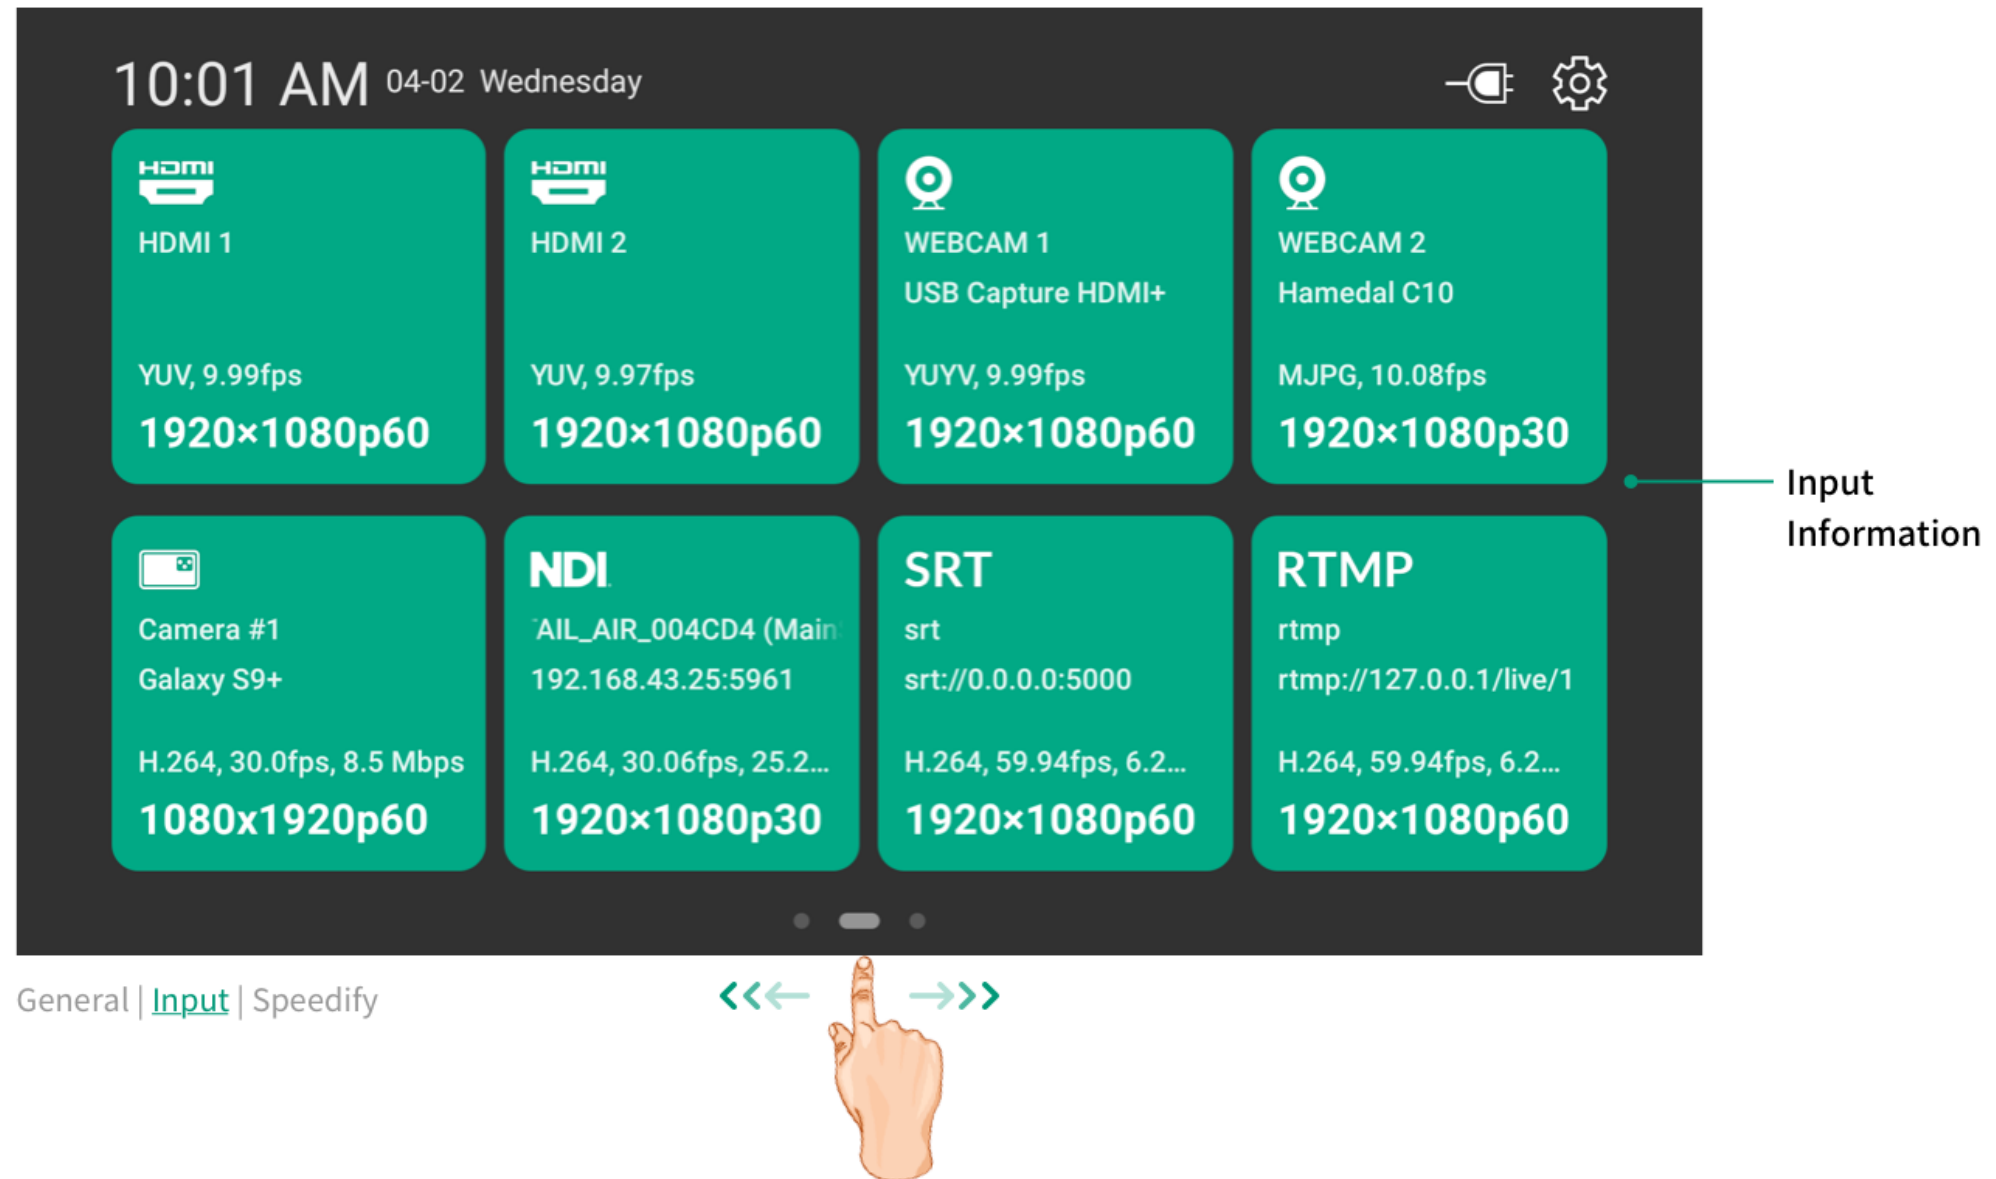 10:01 AM 04-02 Wednesday
HDMI
HDMI 1
YUV, 9.99fps
1920×1080p60
HDMI
HDMI 2
YUV, 9.97fps
1920×1080p60
WEBCAM 1
USB Capture HDMI+
YUYV, 9.99fps
1920×1080p60
WEBCAM 2
Hamedal C10
MJPG, 10.08fps
1920×1080p30
Input
Information
Camera #1
Galaxy S9+
H.264, 30.0fps, 8.5 Mbps
1080x1920p60
NDI
AIL_AIR_004CD4 (Main
192.168.43.25:5961
H.264, 30.06fps, 25.2...
1920×1080p30
SRT
srt
srt://0.0.0.0:5000
H.264, 59.94fps, 6.2...
1920×1080p60
RTMP
rtmp
rtmp://127.0.0.1/live/1
H.264, 59.94fps, 6.2...
1920×1080p60
General | Input | Speedify